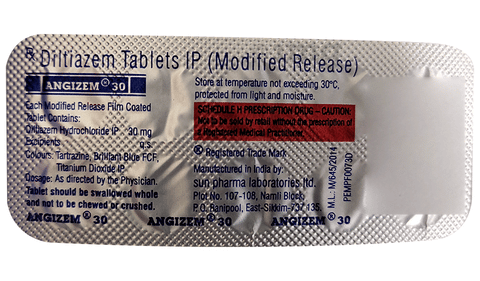 Rx Diltiazem Tablets IP (Modified Release)
ANGIZEM® 30
Each Modified Release Film Coated
Tablet Contains:
Diltiazem Hydrochloride IP 30 mg
Excipients q.s.
Colours: Tartrazine, Brilliant Blue FCF,
Titanium Dioxide IP
Dosage: As directed by the Physician.
Tablet should be swallowed whole
and not to be chewed or crushed.
Store at temperature not exceeding 30°C,
protected from light and moisture.
SCHEDULE H PRESCRIPTION DRUG – CAUTION:
Not to be sold by retail without the prescription of
a Registered Medical Practitioner.
® Registered Trade Mark
Manufactured in India by:
sun pharma laboratories ltd.
Plot No. 107-108, Namli Block,
P.O. Ranipool, East-Sikkim-737 135.
M.L.: M/645/2014
ANGIZEM® 30 ANGIZEM® 30 ANGIZEM® 30